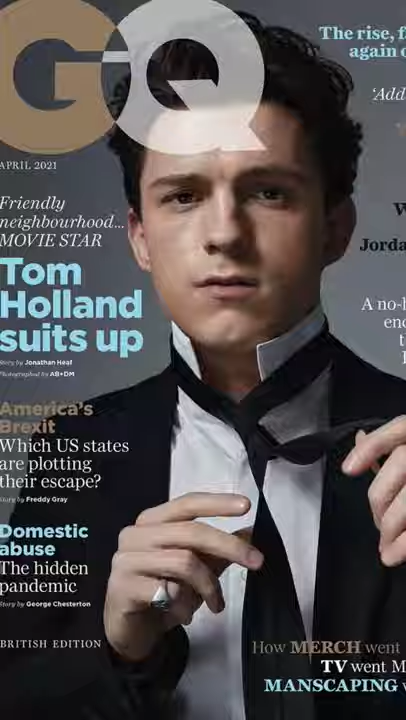 GQ
The rise, f
again o
'Add
APRIL 2021
Friendly
neighbourhood...
MOVIE STAR
Tom
Holland
suits up
Story by Jonathan Heaf
Photographed by AB+DM
W
Jorda
A no-h
end
t
America's
Brexit
Which US states
are plotting
their escape?
Story by Freddy Gray
Domestic
abuse
The hidden
pandemic
Story by George Chesterton
BRITISH EDITION
How MERCH went
TV went M
MANSCAPING